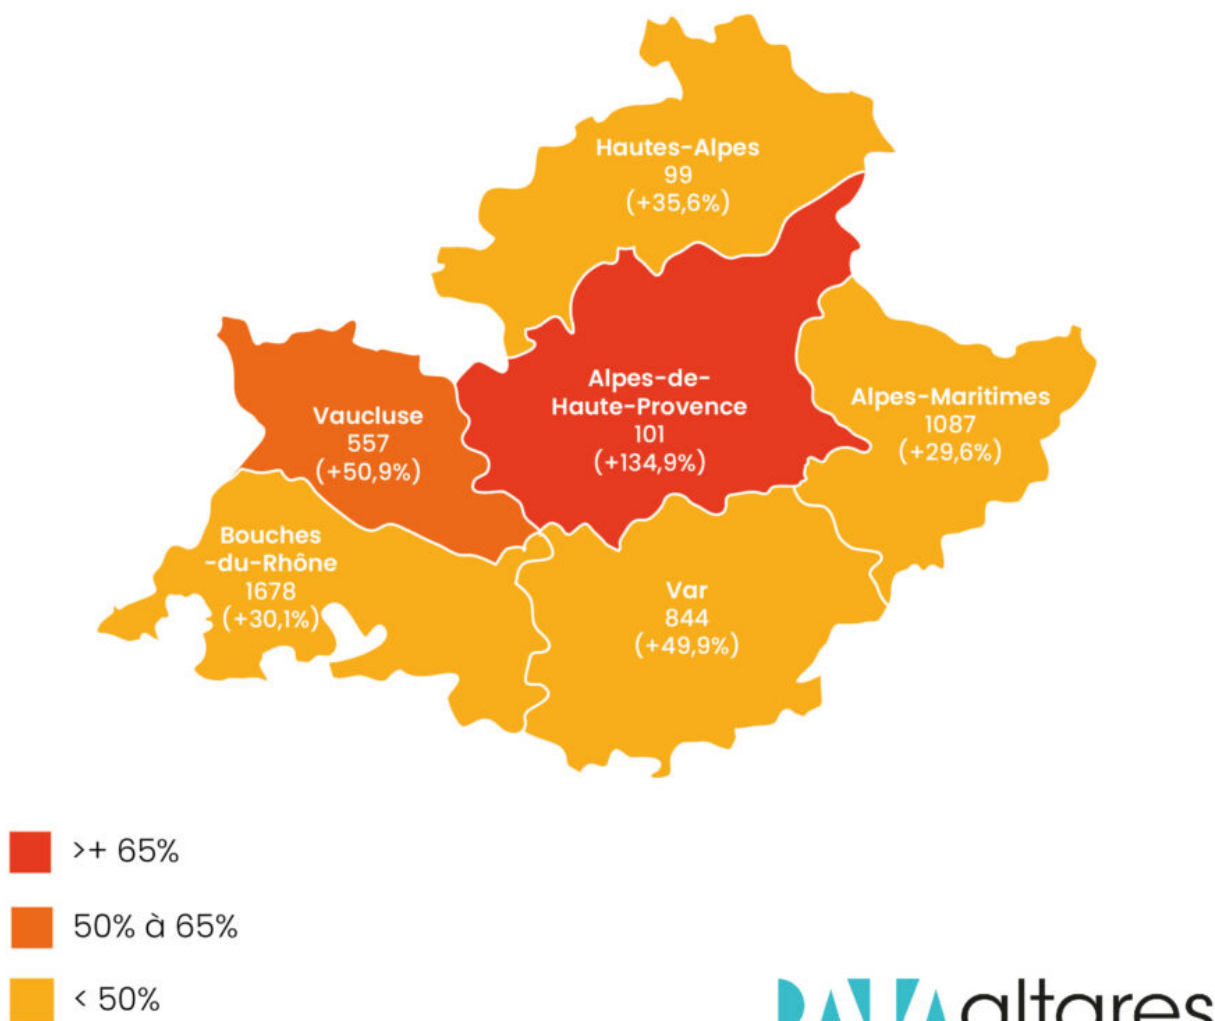 Hautes-Alpes
99
(+35,6%)
Alpes-de-
Haute-Provence
101
(+134,9%)
Alpes-Maritimes
1087
(+29,6%)
Vaucluse
557
(+50,9%)
Bouches
-du-Rhône
1678
(+30,1%)
Var
844
(+49,9%)
>+ 65%
50% à 65%
< 50%
altares